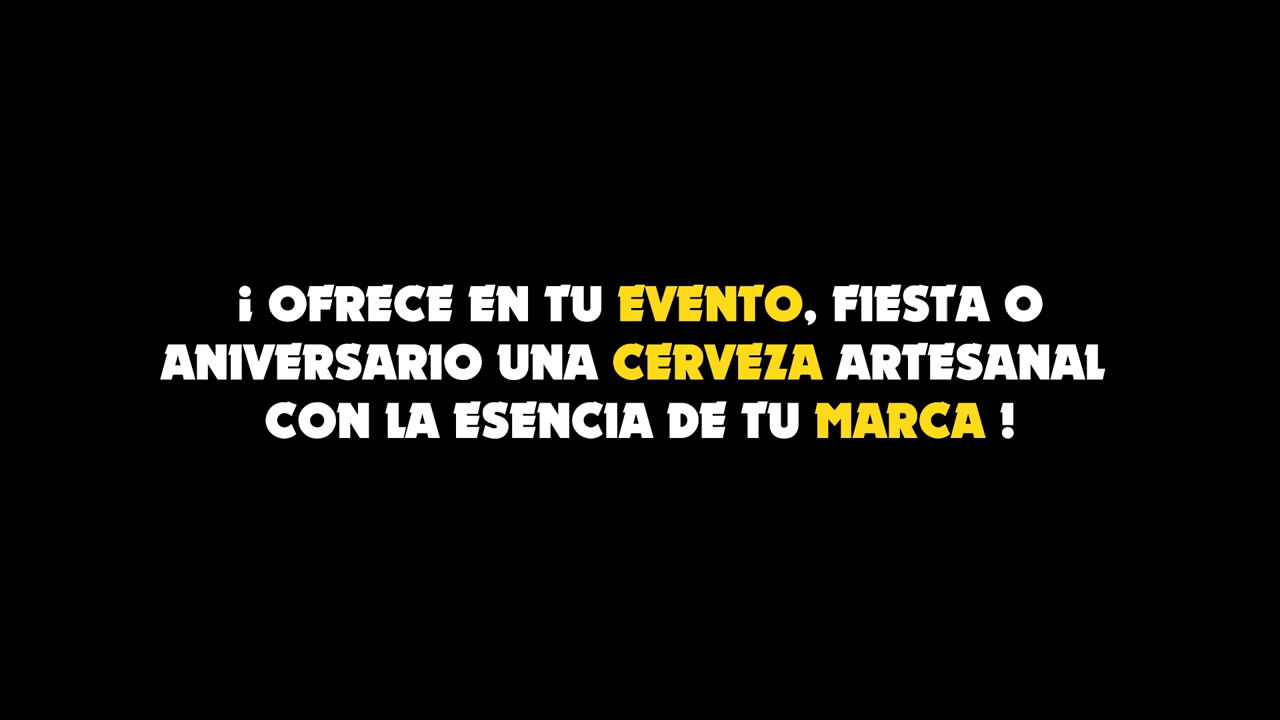 ¡ OFRECE EN TU EVENTO, FIESTA O
ANIVERSARIO UNA CERVEZA ARTESANAL
CON LA ESENCIA DE TU MARCA !